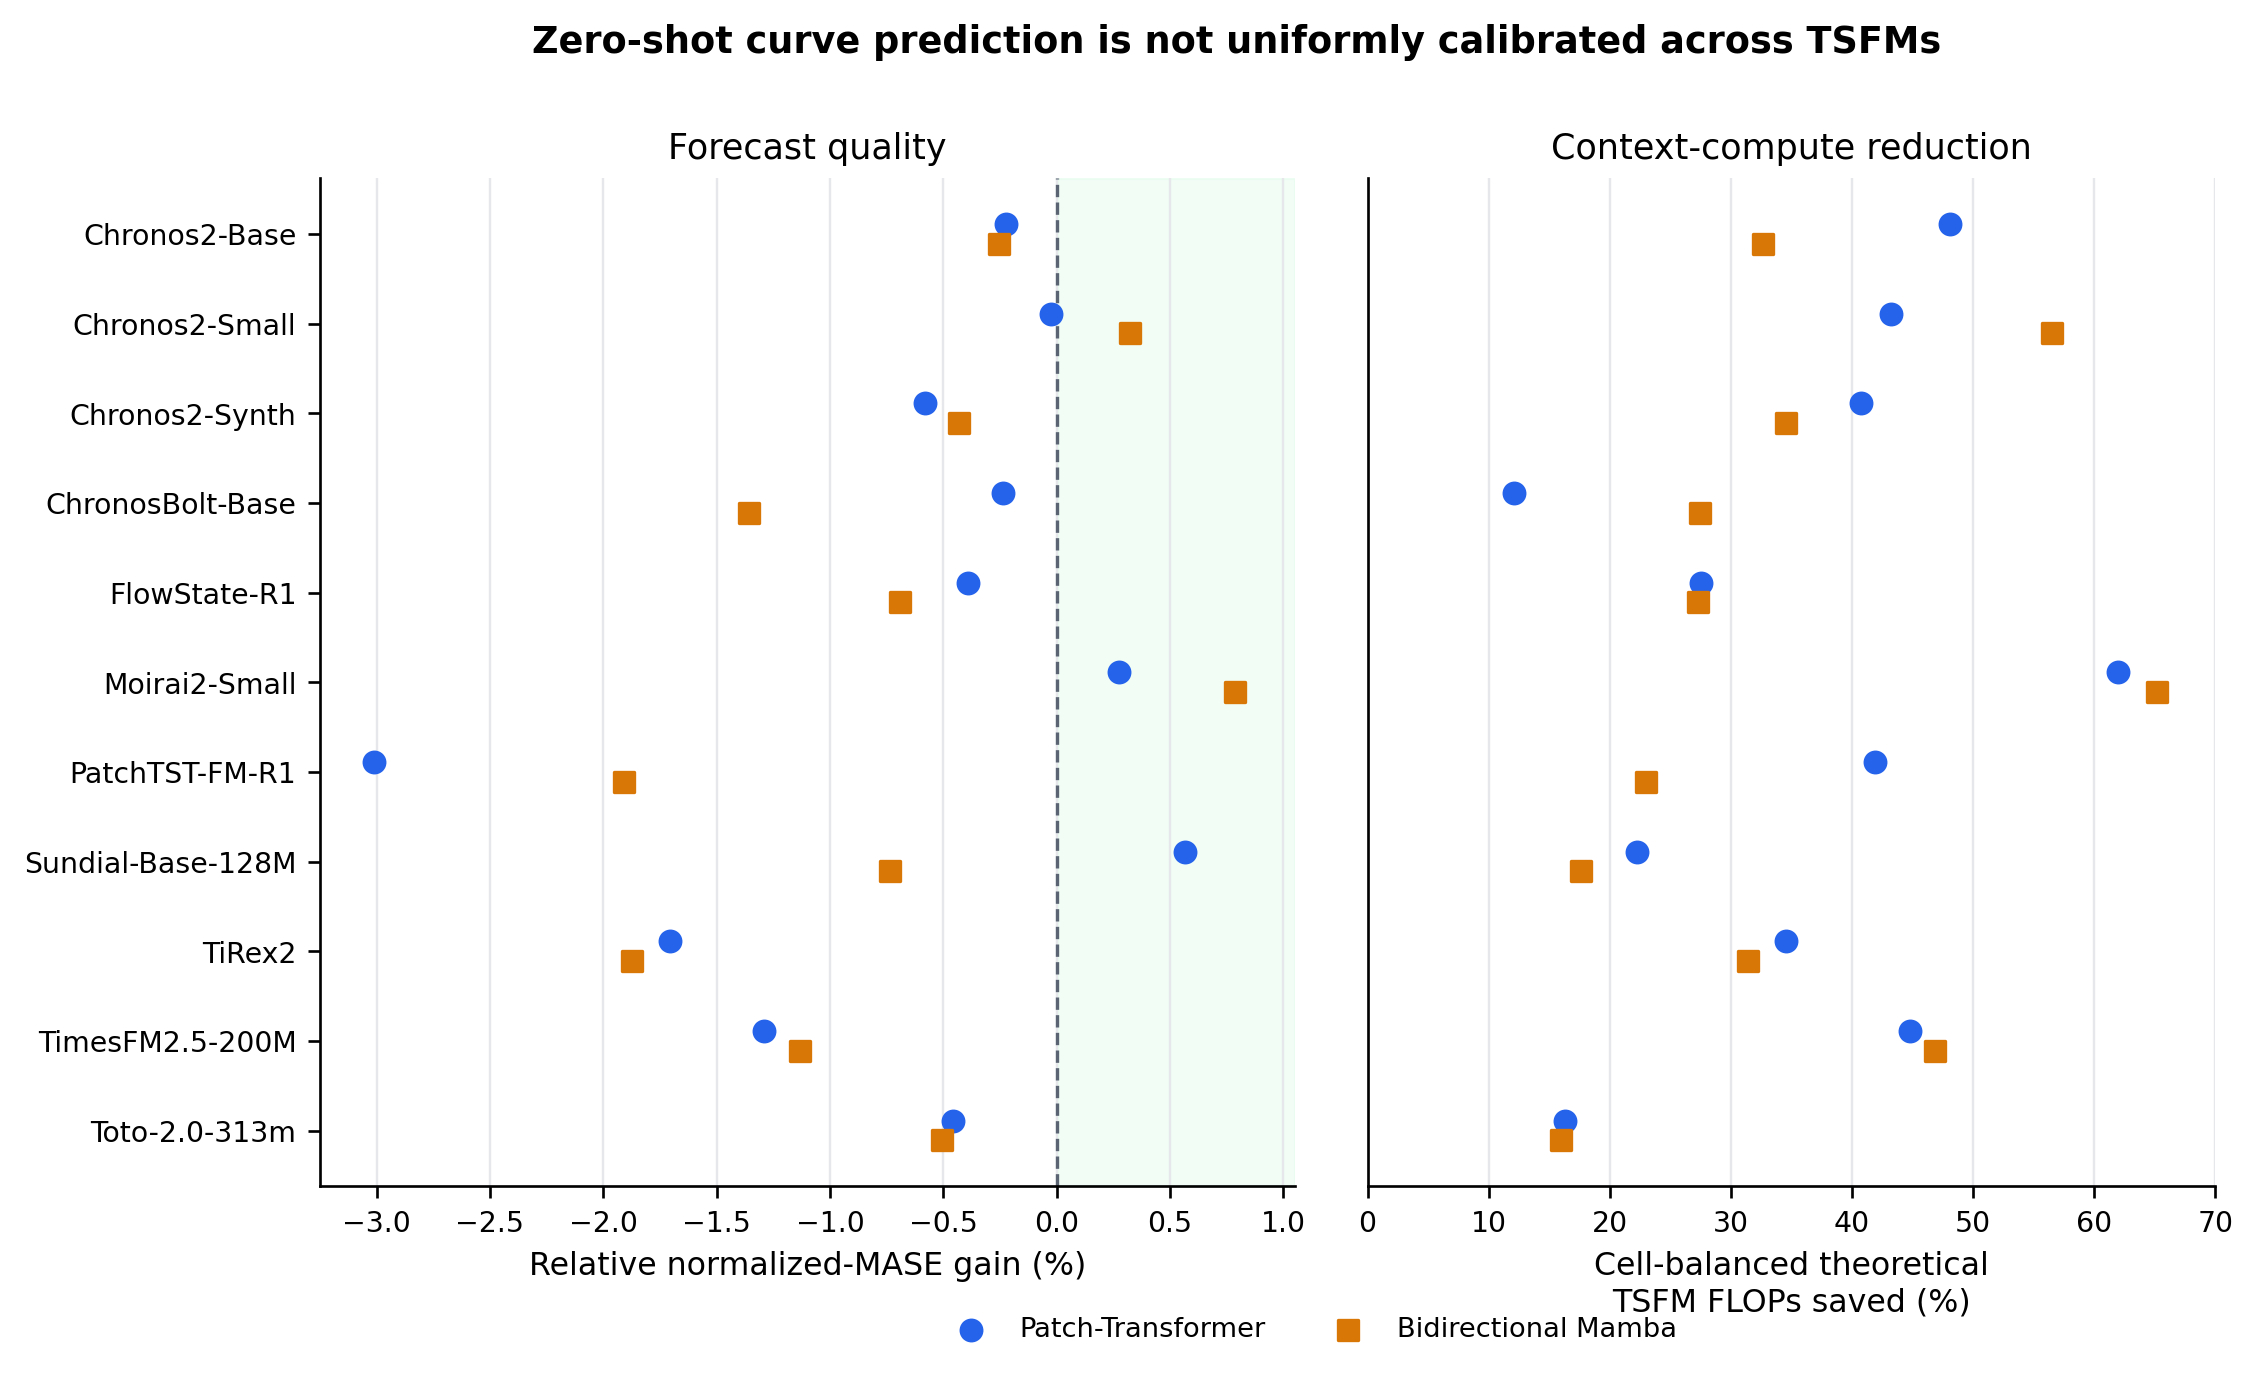 Zero-shot curve prediction is not uniformly calibrated across TSFMs
Forecast quality
Context-compute reduction
Chronos2-Base
Chronos2-Small
Chronos2-Synth
ChronosBolt-Base
FlowState-R1
Moirai2-Small
PatchTST-FM-R1
Sundial-Base-128M
TiRex2
TimesFM2.5-200M
Toto-2.0-313m
−3.0 −2.5 −2.0 −1.5 −1.0 −0.5 0.0 0.5 1.0
0 10 20 30 40 50 60 70
Relative normalized-MASE gain (%)
Cell-balanced theoretical
TSFM FLOPs saved (%)
Patch-Transformer Bidirectional Mamba